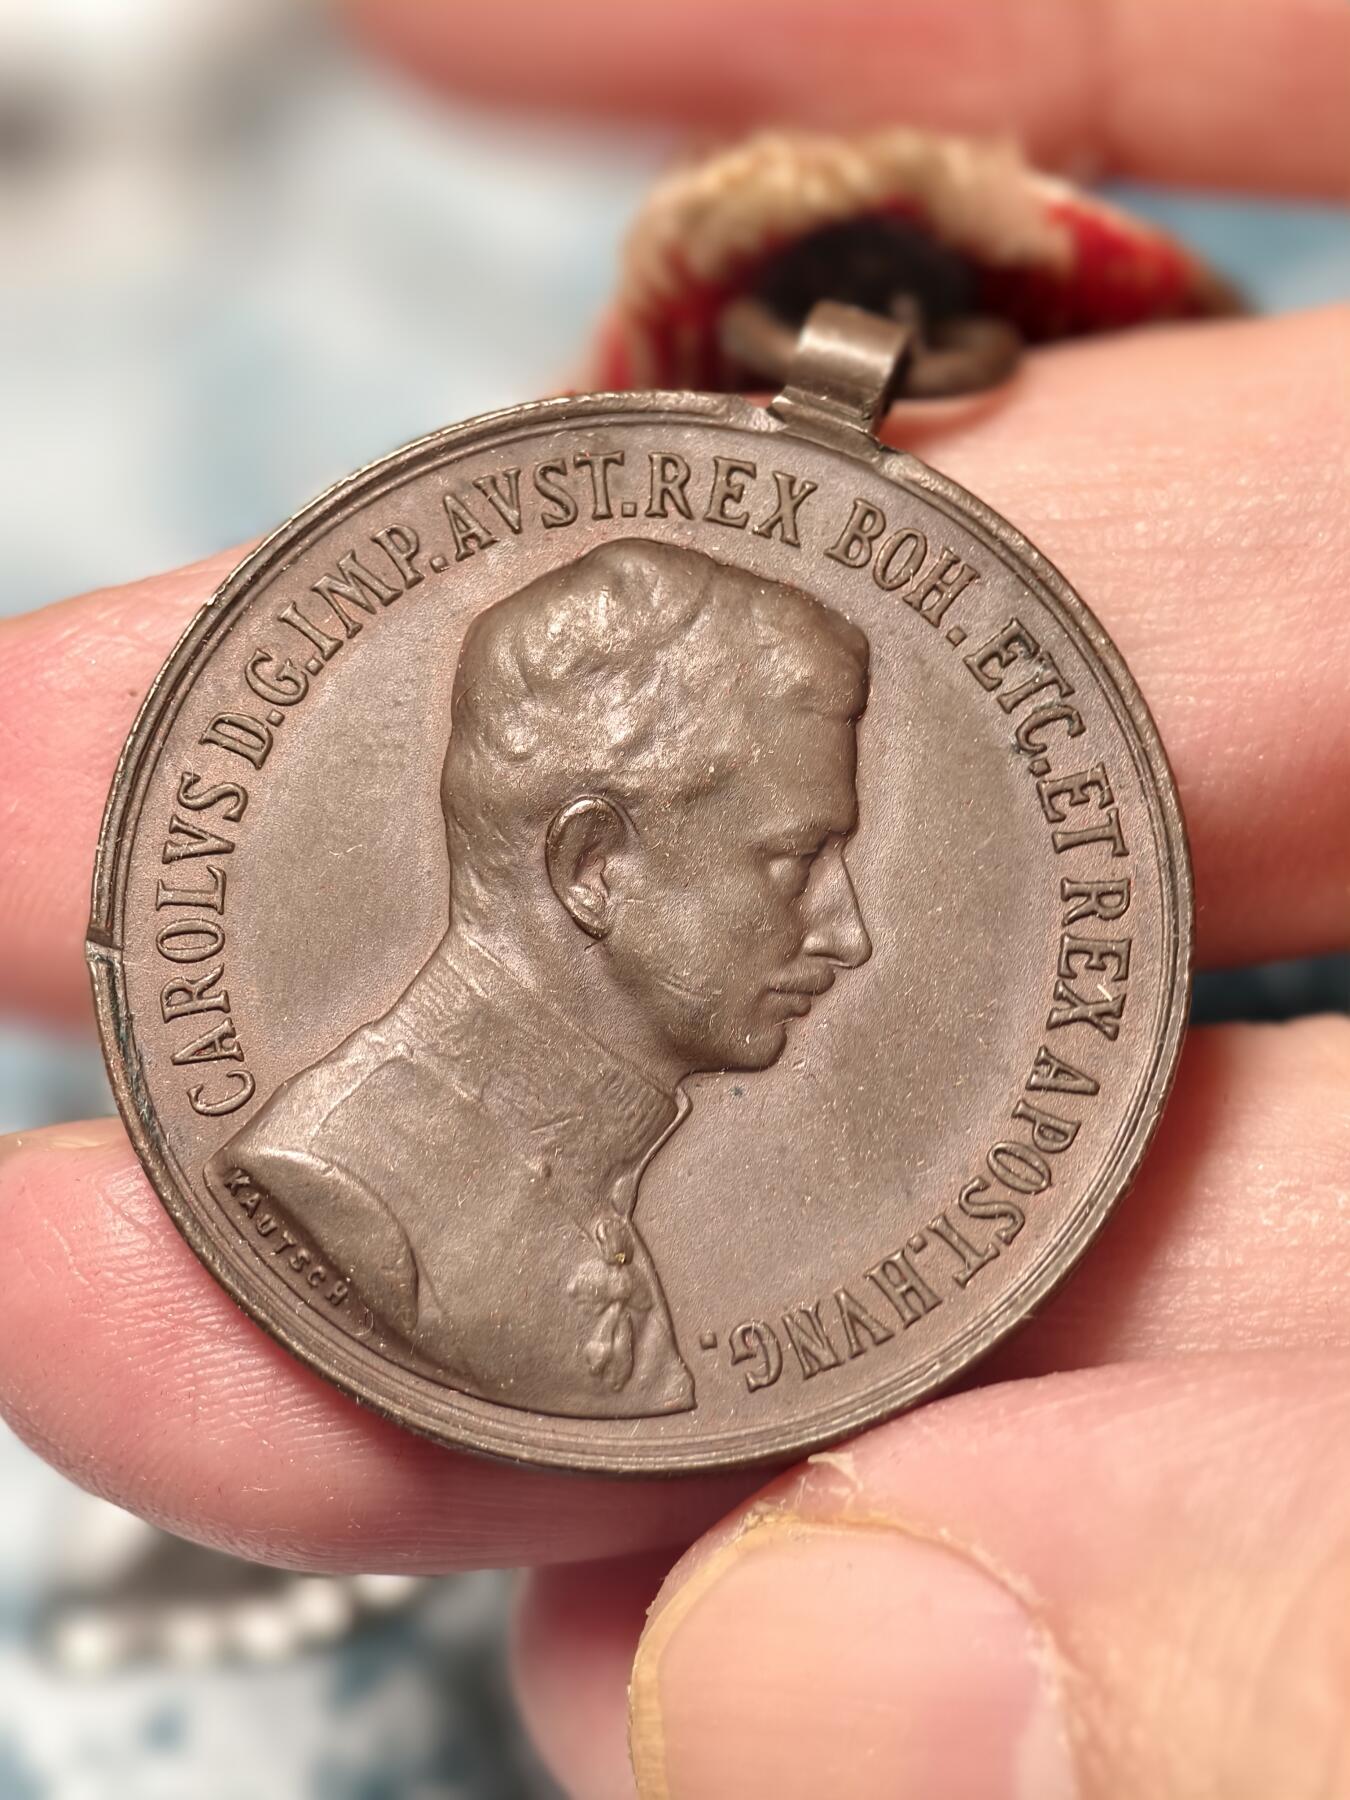 CAROLVS D.G.IMP.AVST.REX BOH.ETC.ET REX APOST.HVNG.
KAUTSCH